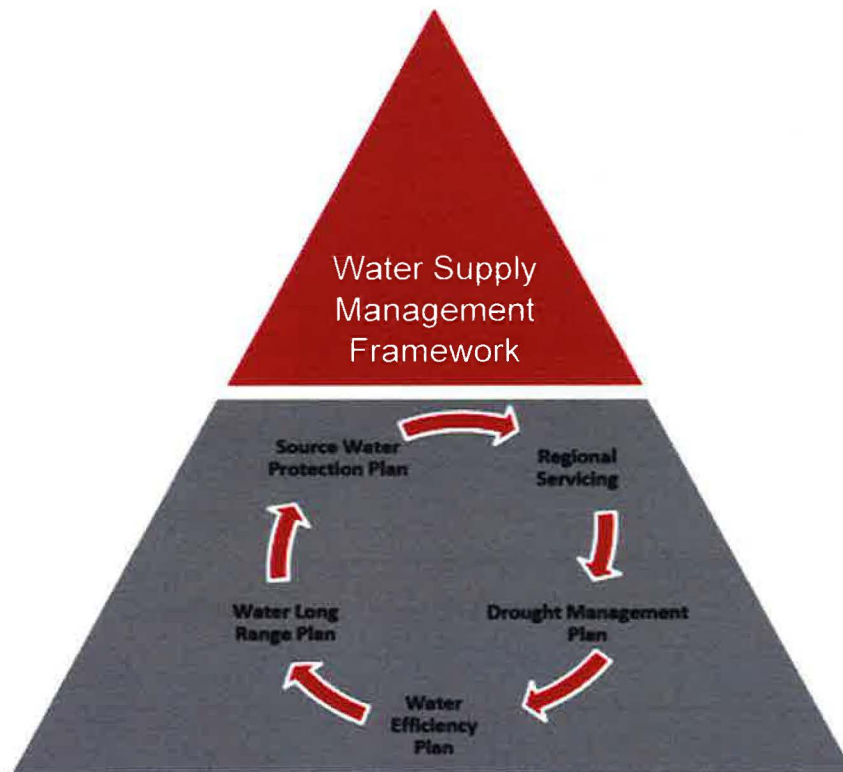 Water Supply
Management
Framework
Source Water
Protection Plan
Regional
Servicing
Drought Management
Plan
Water
Efficiency
Plan
Water Long
Range Plan